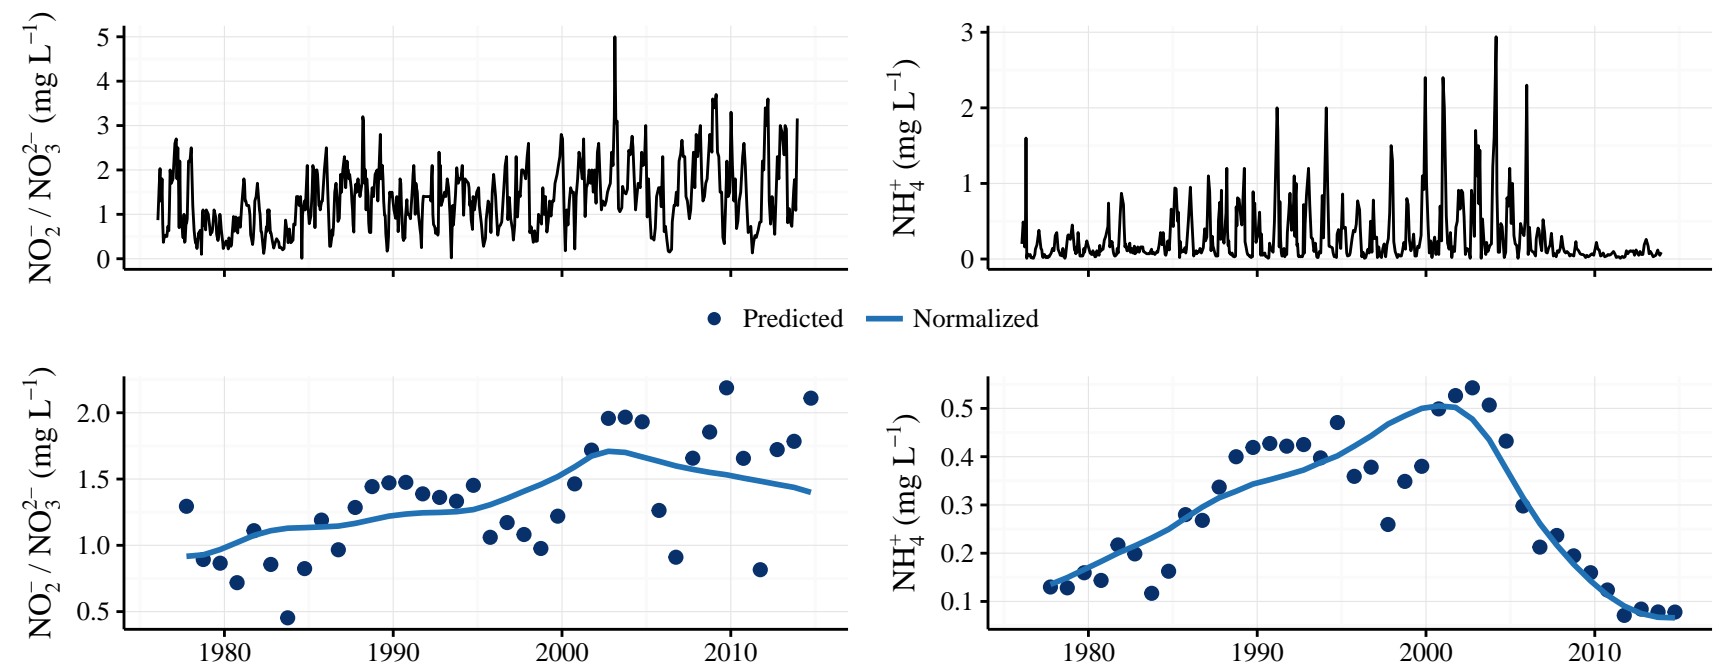 NO₂⁻ / NO₃²⁻ (mg L⁻¹)
5
4
3
2
1
0
NH₄⁺ (mg L⁻¹)
3
2
1
0
Predicted Normalized
NO₂⁻ / NO₃²⁻ (mg L⁻¹)
2.0
1.5
1.0
0.5
1980 1990 2000 2010
NH₄⁺ (mg L⁻¹)
0.5
0.4
0.3
0.2
0.1
1980 1990 2000 2010